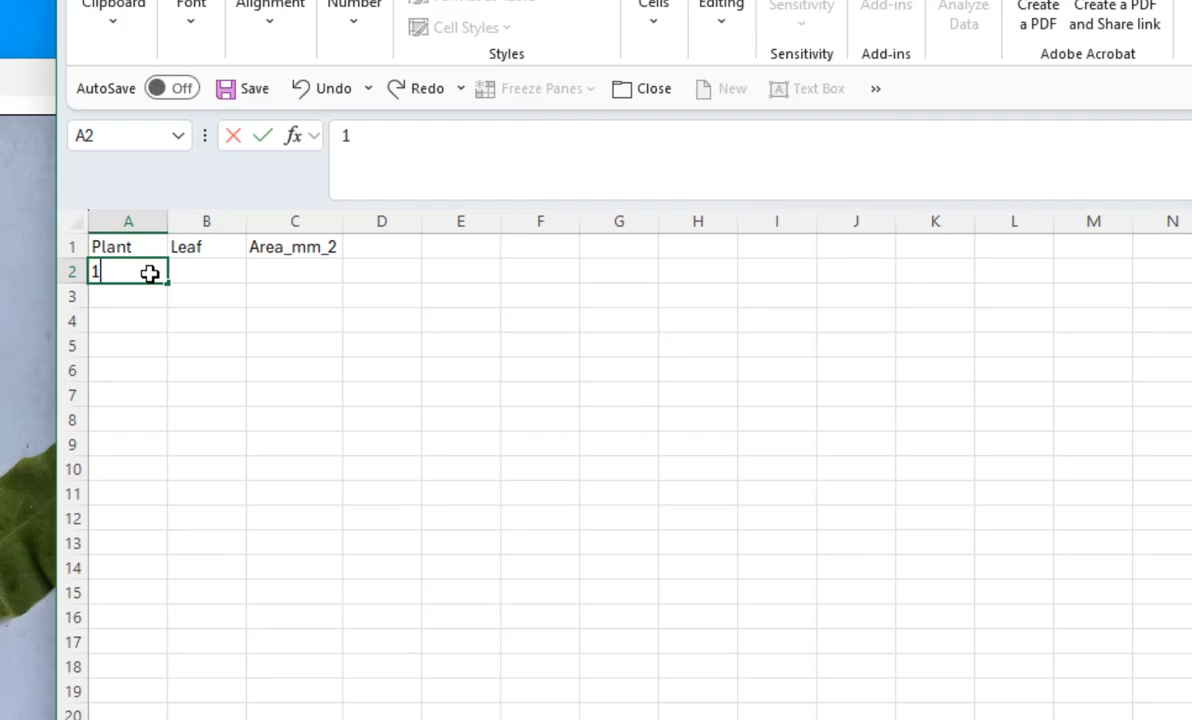 Clipboard Font Alignment Number Cells Editing Sensitivity Add-ins Analyze Data Create a PDF Create a PDF and Share link
Cell Styles
Styles Sensitivity Add-ins Adobe Acrobat
AutoSave Off Save Undo Redo Freeze Panes Close New Text Box »
A2 fx 1
A B C D E F G H I J K L M N
1 Plant Leaf Area_mm_2
2 1
3
4
5
6
7
8
9
10
11
12
13
14
15
16
17
18
19
20